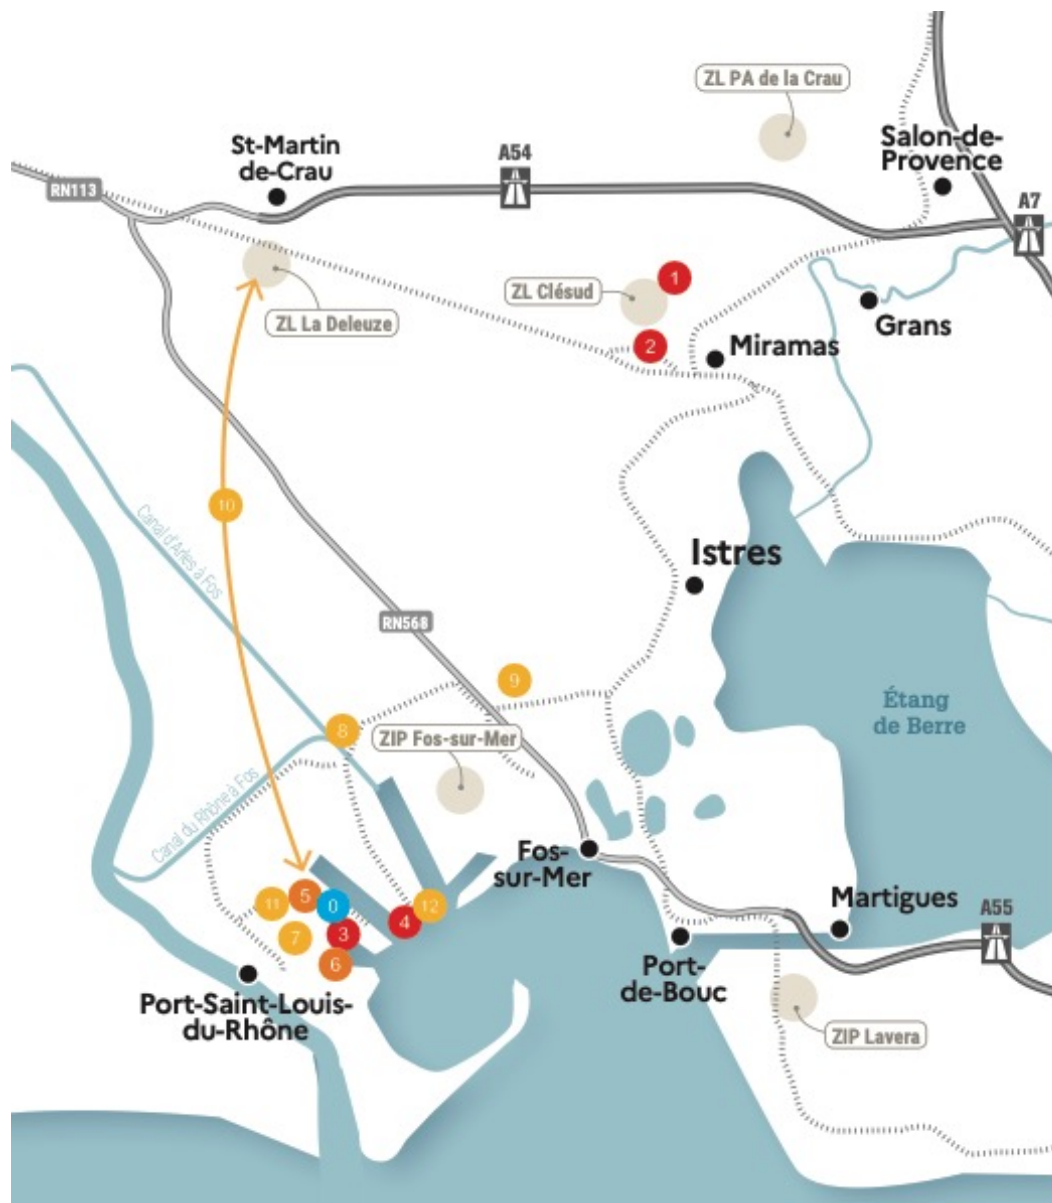 ZL PA de la Crau
Salon-de-
Provence
St-Martin
de-Crau
A54
RN113
A7
1
ZL Clésud
ZL La Deleuze
Grans
2
Miramas
10
Canal d'Arles à Fos
Istres
RN568
9
Étang
de Berre
8
ZIP Fos-sur-Mer
Canal du Rhône à Fos
Fos-
sur-Mer
Martigues
5
11
0
12
A55
4
7
3
6
Port-
de-Bouc
Port-Saint-Louis-
du-Rhône
ZIP Lavera